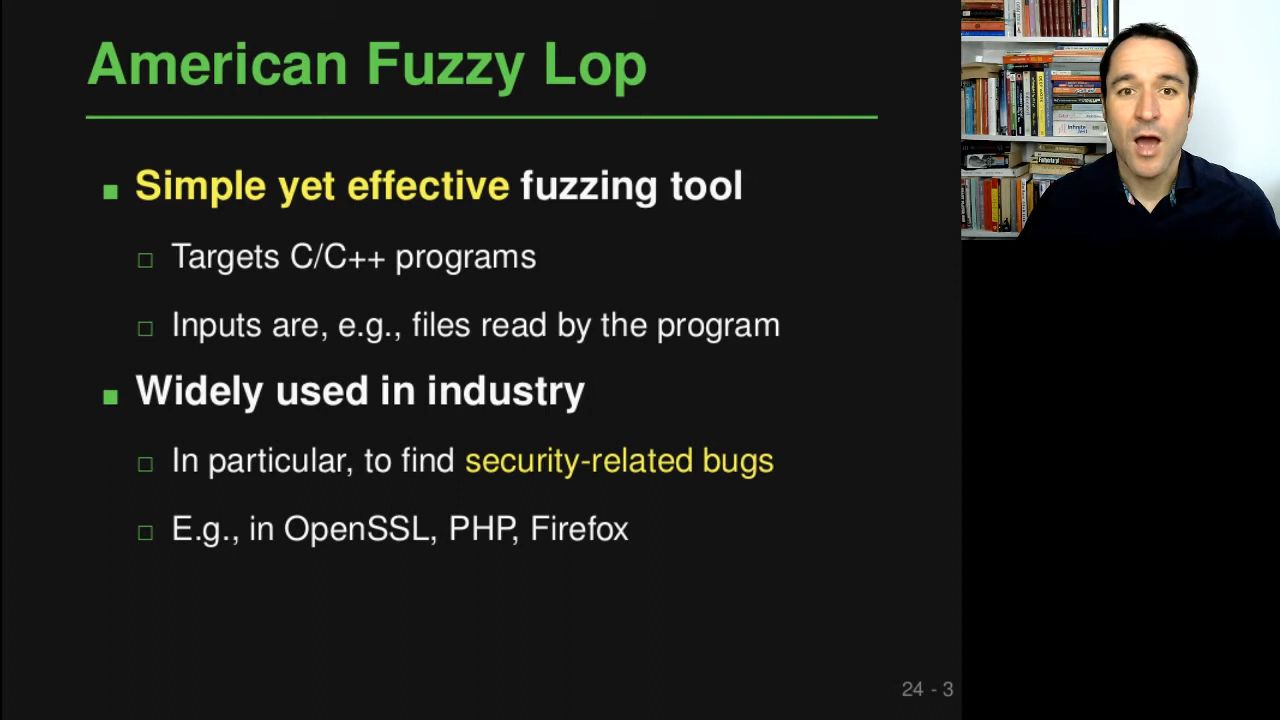 American Fuzzy Lop
Simple yet effective fuzzing tool
Targets C/C++ programs
Inputs are, e.g., files read by the program
Widely used in industry
In particular, to find security-related bugs
E.g., in OpenSSL, PHP, Firefox
24 - 3